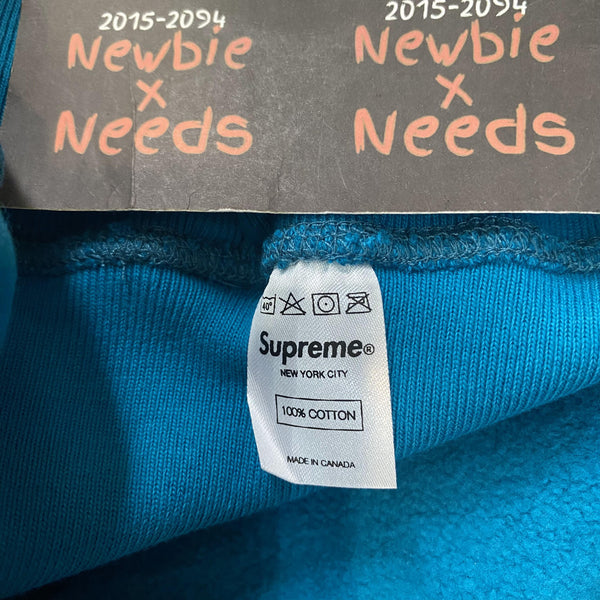 2015-2094
Newbie
x
Needs
2015-2094
Newbie
x
Needs
40°
Supreme®
NEW YORK CITY
100% COTTON
MADE IN CANADA